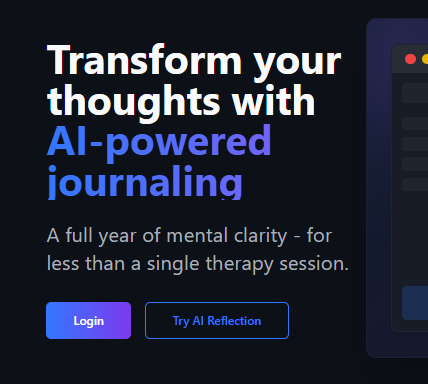 Transform your
thoughts with
AI-powered
journaling
A full year of mental clarity - for
less than a single therapy session.
Login
Try AI Reflection